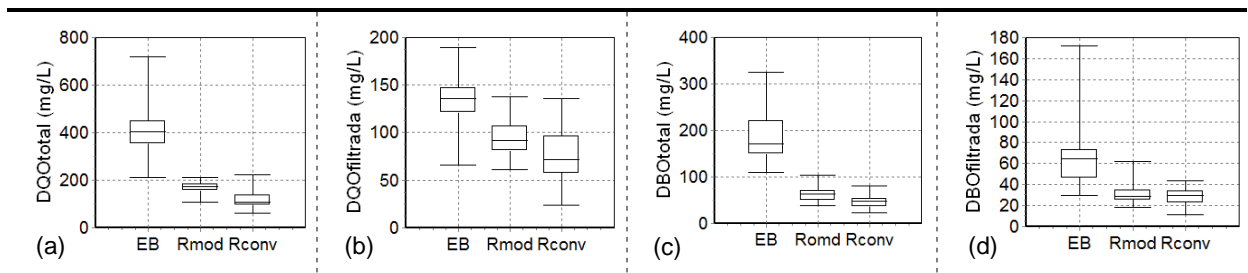 DQOtotal (mg/L)
800
600
400
200
0
EB Rmod Rconv
(a)
DQOfiltrada (mg/L)
200
150
100
50
0
EB Rmod Rconv
(b)
DBOtotal (mg/L)
400
300
200
100
0
EB Romd Rconv
(c)
DBOfiltrada (mg/L)
180
160
140
120
100
80
60
40
20
0
EB Rmod Rconv
(d)